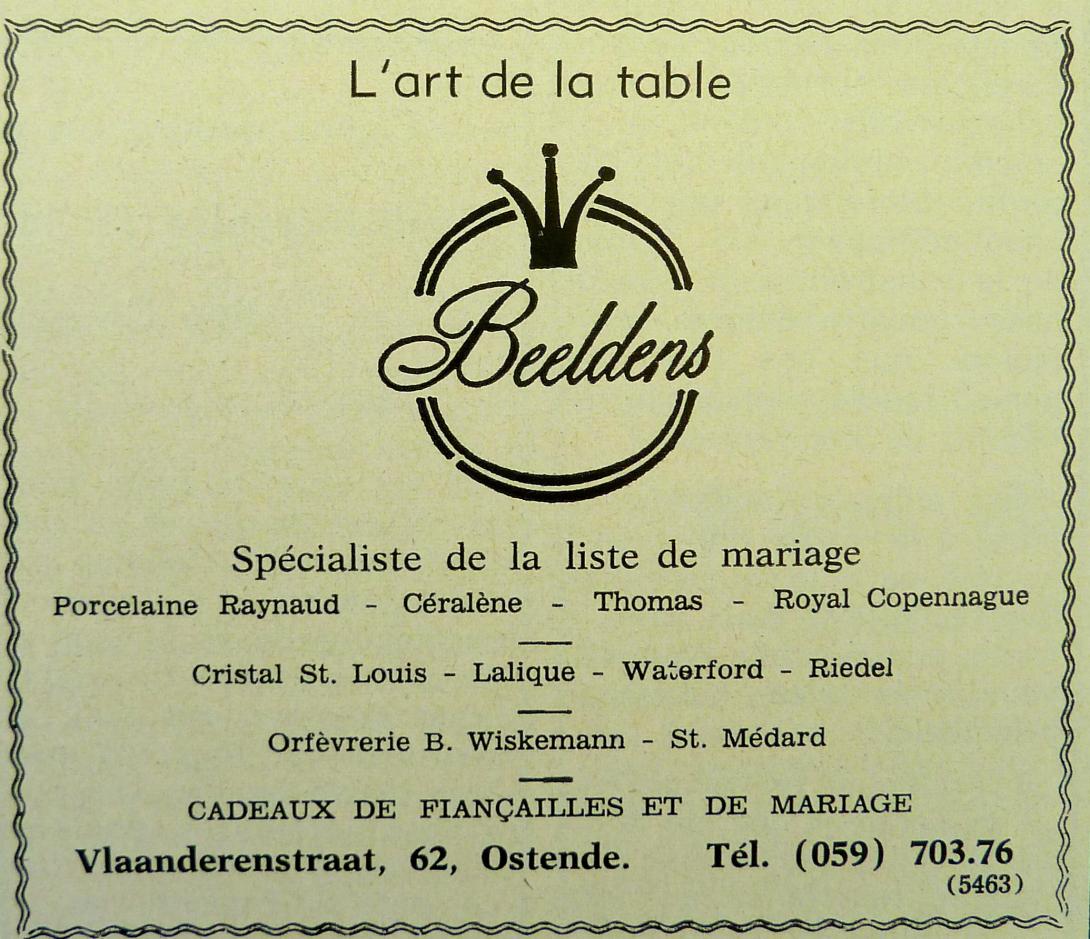 L'art de la table
Beeldens
Spécialiste de la liste de mariage
Porcelaine Raynaud - Céralène - Thomas - Royal Copennague
Cristal St. Louis - Lalique - Waterford - Riedel
Orfèvrerie B. Wiskemann - St. Médard
CADEAUX DE FIANÇAILLES ET DE MARIAGE
Vlaanderenstraat, 62, Ostende. Tél. (059) 703.76
(5463)